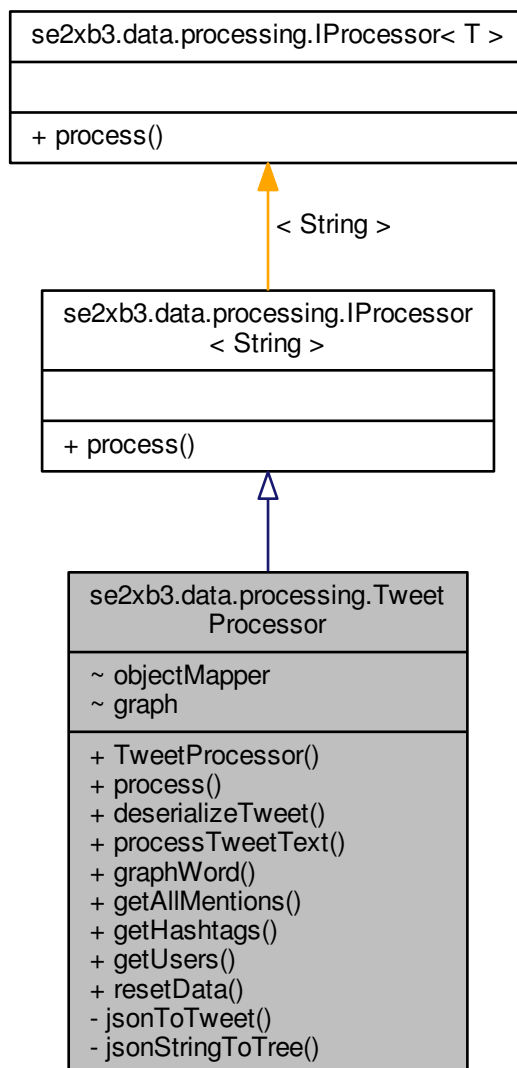 se2xb3.data.processing.IProcessor< T >
+ process()
< String >
se2xb3.data.processing.IProcessor
< String >
+ process()
se2xb3.data.processing.Tweet
Processor
~ objectMapper
~ graph
+ TweetProcessor()
+ process()
+ deserializeTweet()
+ processTweetText()
+ graphWord()
+ getAllMentions()
+ getHashtags()
+ getUsers()
+ resetData()
- jsonToTweet()
- jsonStringToTree()